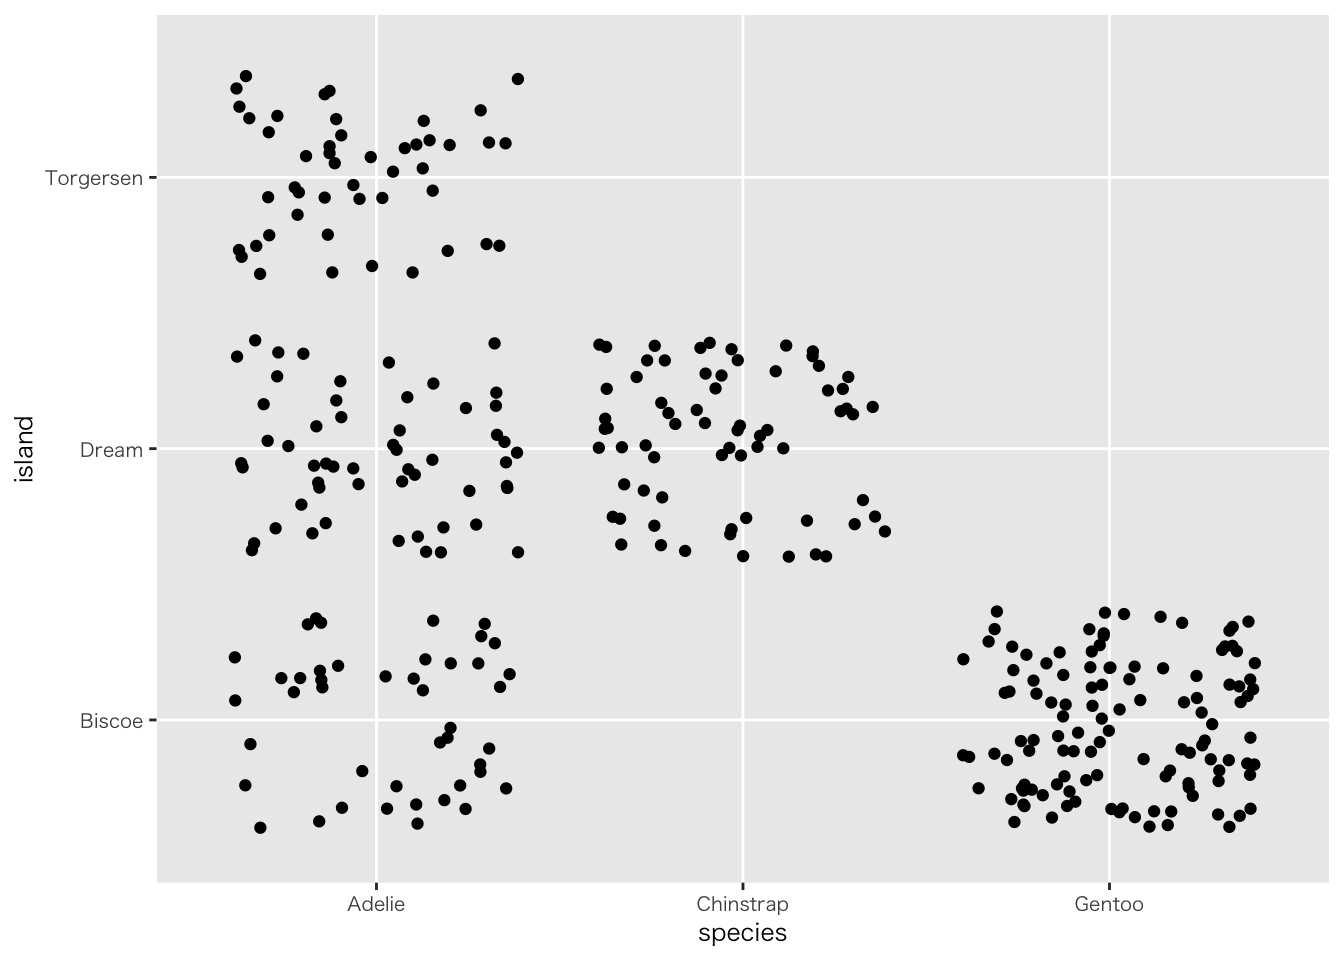 Torgersen
Dream
Biscoe
island
Adelie
Chinstrap
Gentoo
species